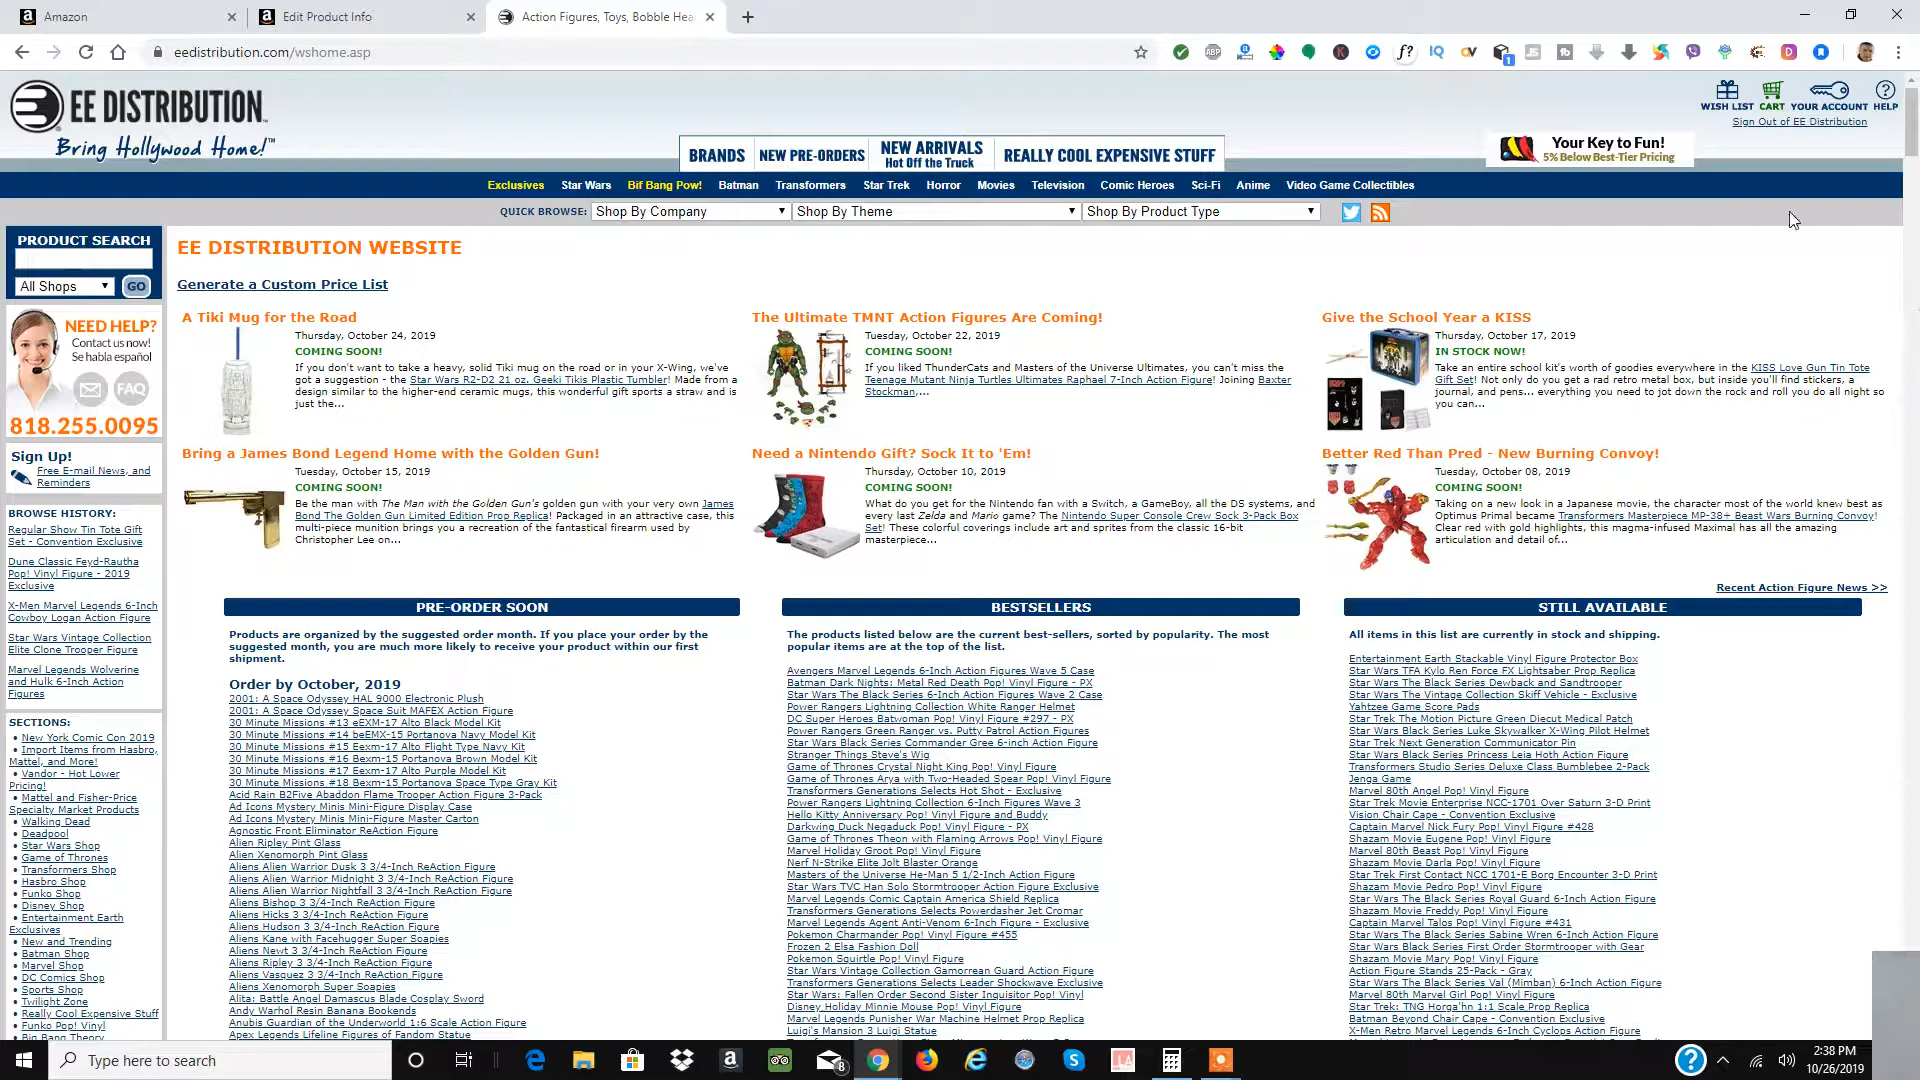 Amazon
Edit Product Info
Action Figures, Toys, Bobble Hea
eedistribution.com/wshome.asp
EE DISTRIBUTION
Bring Hollywood Home!™
WISH LIST CART YOUR ACCOUNT HELP
Sign Out of EE Distribution
BRANDS
NEW PRE-ORDERS
NEW ARRIVALS
Hot Off the Truck
REALLY COOL EXPENSIVE STUFF
Your Key to Fun!
5% Below Best-Tier Pricing
Exclusives Star Wars Bif Bang Pow! Batman Transformers Star Trek Horror Movies Television Comic Heroes Sci-Fi Anime Video Game Collectibles
QUICK BROWSE: Shop By Company Shop By Theme Shop By Product Type
PRODUCT SEARCH
All Shops GO
NEED HELP?
Contact us now!
Se habla español
FAQ
818.255.0095
Sign Up!
Free E-mail News, and
Reminders
BROWSE HISTORY:
Regular Show Tin Tote Gift
Set - Convention Exclusive
Dune Classic Feyd-Rautha
Pop! Vinyl Figure - 2019
Exclusive
X-Men Marvel Legends 6-Inch
Cowboy Logan Action Figure
Star Wars Vintage Collection
Elite Clone Trooper Figure
Marvel Legends Wolverine
and Hulk 6-Inch Action
Figures
SECTIONS:
• New York Comic Con 2019
• Import Items from Hasbro,
Mattel, and More!
• Vandor - Hot Lower
Pricing!
• Mattel and Fisher-Price
Specialty Market Products
• Walking Dead
• Deadpool
• Star Wars Shop
• Game of Thrones
• Transformers Shop
• Hasbro Shop
• Funko Shop
• Disney Shop
• Entertainment Earth
Exclusives
• New and Trending
• Batman Shop
• Marvel Shop
• DC Comics Shop
• Sports Shop
• Twilight Zone
• Really Cool Expensive Stuff
• Funko Pop! Vinyl
• Big Bang Theory
EE DISTRIBUTION WEBSITE
Generate a Custom Price List
A Tiki Mug for the Road
Thursday, October 24, 2019
COMING SOON!
If you don't want to take a heavy, solid Tiki mug on the road or in your X-Wing, we've
got a suggestion - the Star Wars R2-D2 21 oz. Geeki Tikis Plastic Tumbler! Made from a
design similar to the higher-end ceramic mugs, this wonderful gift sports a straw and is
just the...
The Ultimate TMNT Action Figures Are Coming!
Tuesday, October 22, 2019
COMING SOON!
If you liked ThunderCats and Masters of the Universe Ultimates, you can't miss the
Teenage Mutant Ninja Turtles Ultimates Raphael 7-Inch Action Figure! Joining Baxter
Stockman,...
Give the School Year a KISS
Thursday, October 17, 2019
IN STOCK NOW!
Take an entire school kit's worth of goodies everywhere in the KISS Love Gun Tin Tote
Gift Set! Not only do you get a rad retro metal box, but inside you'll find stickers, a
journal, and pens... everything you need to jot down the rock and roll you do all night so
you can...
Bring a James Bond Legend Home with the Golden Gun!
Tuesday, October 15, 2019
COMING SOON!
Be the man with The Man with the Golden Gun's golden gun with your very own James
Bond The Golden Gun Limited Edition Prop Replica! Packaged in an attractive case, this
multi-piece munition brings you a recreation of the fantastical firearm used by
Christopher Lee on...
Need a Nintendo Gift? Sock It to 'Em!
Thursday, October 10, 2019
COMING SOON!
What do you get for the Nintendo fan with a Switch, a GameBoy, all the DS systems, and
every last Zelda and Mario game? The Nintendo Super Console Crew Sock 3-Pack Box
Set! These colorful coverings include art and sprites from the classic 16-bit
masterpiece...
Better Red Than Pred - New Burning Convoy!
Tuesday, October 08, 2019
COMING SOON!
Taking on a new look in a Japanese movie, the character most of the world knew best as
Optimus Primal became Transformers Masterpiece MP-38+ Beast Wars Burning Convoy!
Clear red with gold highlights, this magma-infused Maximal has all the amazing
articulation and detail of...
Recent Action Figure News >>
PRE-ORDER SOON
Products are organized by the suggested order month. If you place your order by the
suggested month, you are much more likely to receive your product within our first
shipment.
Order by October, 2019
2001: A Space Odyssey HAL 9000 Electronic Plush
2001: A Space Odyssey Space Suit MAFEX Action Figure
30 Minute Missions #13 eEXM-17 Alto Black Model Kit
30 Minute Missions #14 beEMX-15 Portanova Navy Model Kit
30 Minute Missions #15 Eexm-17 Alto Flight Type Navy Kit
30 Minute Missions #16 Bexm-15 Portanova Brown Model Kit
30 Minute Missions #17 Eexm-17 Alto Purple Model Kit
30 Minute Missions #18 Bexm-15 Portanova Space Type Gray Kit
Acid Rain B2Five Abaddon Flame Trooper Action Figure 3-Pack
Ad Icons Mystery Minis Mini-Figure Display Case
Ad Icons Mystery Minis Mini-Figure Master Carton
Agnostic Front Eliminator ReAction Figure
Alien Ripley Pint Glass
Alien Xenomorph Pint Glass
Aliens Alien Warrior Dusk 3 3/4-Inch ReAction Figure
Aliens Alien Warrior Midnight 3 3/4-Inch ReAction Figure
Aliens Alien Warrior Nightfall 3 3/4-Inch ReAction Figure
Aliens Bishop 3 3/4-Inch ReAction Figure
Aliens Hicks 3 3/4-Inch ReAction Figure
Aliens Hudson 3 3/4-Inch ReAction Figure
Aliens Kane with Facehugger Super Soapies
Aliens Newt 3 3/4-Inch ReAction Figure
Aliens Ripley 3 3/4-Inch ReAction Figure
Aliens Vasquez 3 3/4-Inch ReAction Figure
Aliens Xenomorph Super Soapies
Alita: Battle Angel Damascus Blade Cosplay Sword
Andy Warhol Resin Banana Bookends
Anubis Guardian of the Underworld 1:6 Scale Action Figure
Apex Legends Lifeline Figures of Fandom Statue
BESTSELLERS
The products listed below are the current best-sellers, sorted by popularity. The most
popular items are at the top of the list.
Avengers Marvel Legends 6-Inch Action Figures Wave 5 Case
Batman Dark Nights: Metal Red Death Pop! Vinyl Figure - PX
Star Wars The Black Series 6-Inch Action Figures Wave 2 Case
Power Rangers Lightning Collection White Ranger Helmet
DC Super Heroes Batwoman Pop! Vinyl Figure #297 - PX
Power Rangers Green Ranger vs. Putty Patrol Action Figures
Star Wars Black Series Commander Gree 6-inch Action Figure
Stranger Things Steve's Wig
Game of Thrones Crystal Night King Pop! Vinyl Figure
Game of Thrones Arya with Two-Headed Spear Pop! Vinyl Figure
Transformers Generations Selects Hot Shot - Exclusive
Power Rangers Lightning Collection 6-Inch Figures Wave 3
Hello Kitty Anniversary Pop! Vinyl Figure and Buddy
Darkwing Duck Negaduck Pop! Vinyl Figure - PX
Game of Thrones Theon with Flaming Arrows Pop! Vinyl Figure
Marvel Holiday Groot Pop! Vinyl Figure
Nerf N-Strike Elite Jolt Blaster Orange
Masters of the Universe He-Man 5 1/2-Inch Action Figure
Star Wars TVC Han Solo Stormtrooper Action Figure Exclusive
Marvel Legends Comic Captain America Shield Replica
Transformers Generations Selects Powerdasher Jet Cromar
Marvel Legends Agent Anti-Venom 6-Inch Figure - Exclusive
Pokemon Charmander Pop! Vinyl Figure #455
Frozen 2 Elsa Fashion Doll
Pokemon Squirtle Pop! Vinyl Figure
Star Wars Vintage Collection Gamorrean Guard Action Figure
Transformers Generations Selects Leader Shockwave Exclusive
Star Wars: Fallen Order Second Sister Inquisitor Pop! Vinyl
Disney Holiday Minnie Mouse Pop! Vinyl Figure
Marvel Legends Punisher War Machine Helmet Prop Replica
Luigi's Mansion 3 Luigi Statue
STILL AVAILABLE
All items in this list are currently in stock and shipping.
Entertainment Earth Stackable Vinyl Figure Protector Box
Star Wars TFA Kylo Ren Force FX Lightsaber Prop Replica
Star Wars The Black Series Dewback and Sandtrooper
Star Wars The Vintage Collection Skiff Vehicle - Exclusive
Yahtzee Game Score Pads
Star Trek The Motion Picture Green Diecut Medical Patch
Star Wars Black Series Luke Skywalker X-Wing Pilot Helmet
Star Trek Next Generation Communicator Pin
Star Wars Black Series Princess Leia Hoth Action Figure
Transformers Studio Series Deluxe Class Bumblebee 2-Pack
Jenga Game
Marvel 80th Angel Pop! Vinyl Figure
Star Trek Movie Enterprise NCC-1701 Over Saturn 3-D Print
Vision Chair Cape - Convention Exclusive
Captain Marvel Nick Fury Pop! Vinyl Figure #428
Shazam Movie Eugene Pop! Vinyl Figure
Marvel 80th Beast Pop! Vinyl Figure
Shazam Movie Darla Pop! Vinyl Figure
Star Trek First Contact NCC 1701-E Borg Encounter 3-D Print
Shazam Movie Pedro Pop! Vinyl Figure
Star Wars The Black Series Royal Guard 6-Inch Action Figure
Shazam Movie Freddy Pop! Vinyl Figure
Captain Marvel Talos Pop! Vinyl Figure #431
Star Wars The Black Series Sabine Wren 6-Inch Action Figure
Star Wars Black Series First Order Stormtrooper with Gear
Shazam Movie Mary Pop! Vinyl Figure
Action Figure Stands 25-Pack - Gray
Star Wars The Black Series Val (Mimban) 6-Inch Action Figure
Marvel 80th Marvel Girl Pop! Vinyl Figure
Star Trek: TNG Horga'hn 1:1 Scale Prop Replica
Batman Beyond Chair Cape - Convention Exclusive
X-Men Retro Marvel Legends 6-Inch Cyclops Action Figure
Type here to search
8
2:38 PM
10/26/2019